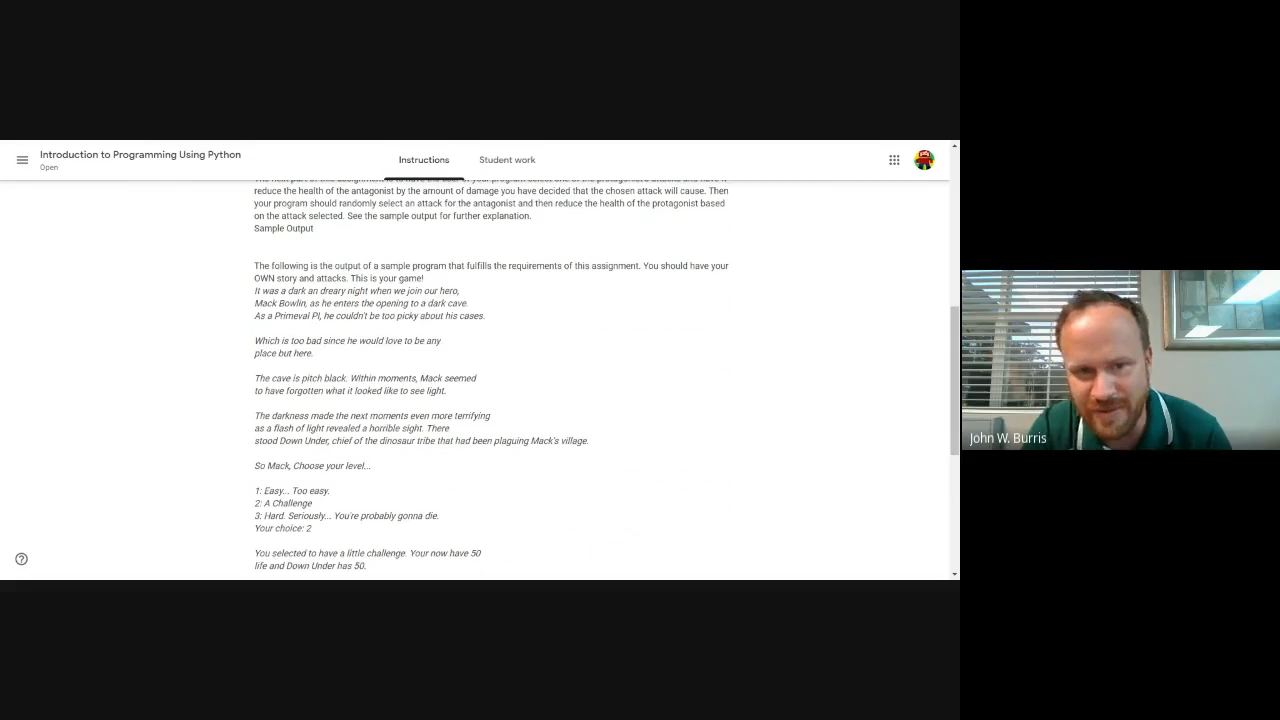 Introduction to Programming Using Python
Open
Instructions
Student work
reduce the health of the antagonist by the amount of damage you have decided that the chosen attack will cause. Then
your program should randomly select an attack for the antagonist and then reduce the health of the protagonist based
on the attack selected. See the sample output for further explanation.
Sample Output
The following is the output of a sample program that fulfills the requirements of this assignment. You should have your
OWN story and attacks. This is your game!
It was a dark an dreary night when we join our hero,
Mack Bowlin, as he enters the opening to a dark cave.
As a Primeval PI, he couldn't be too picky about his cases.
Which is too bad since he would love to be any
place but here.
The cave is pitch black. Within moments, Mack seemed
to have forgotten what it looked like to see light.
The darkness made the next moments even more terrifying
as a flash of light revealed a horrible sight. There
stood Down Under, chief of the dinosaur tribe that had been plaguing Mack's village.
So Mack, Choose your level...
1: Easy... Too easy.
2: A Challenge
3: Hard. Seriously... You're probably gonna die.
Your choice: 2
You selected to have a little challenge. Your now have 50
life and Down Under has 50.
John W. Burris